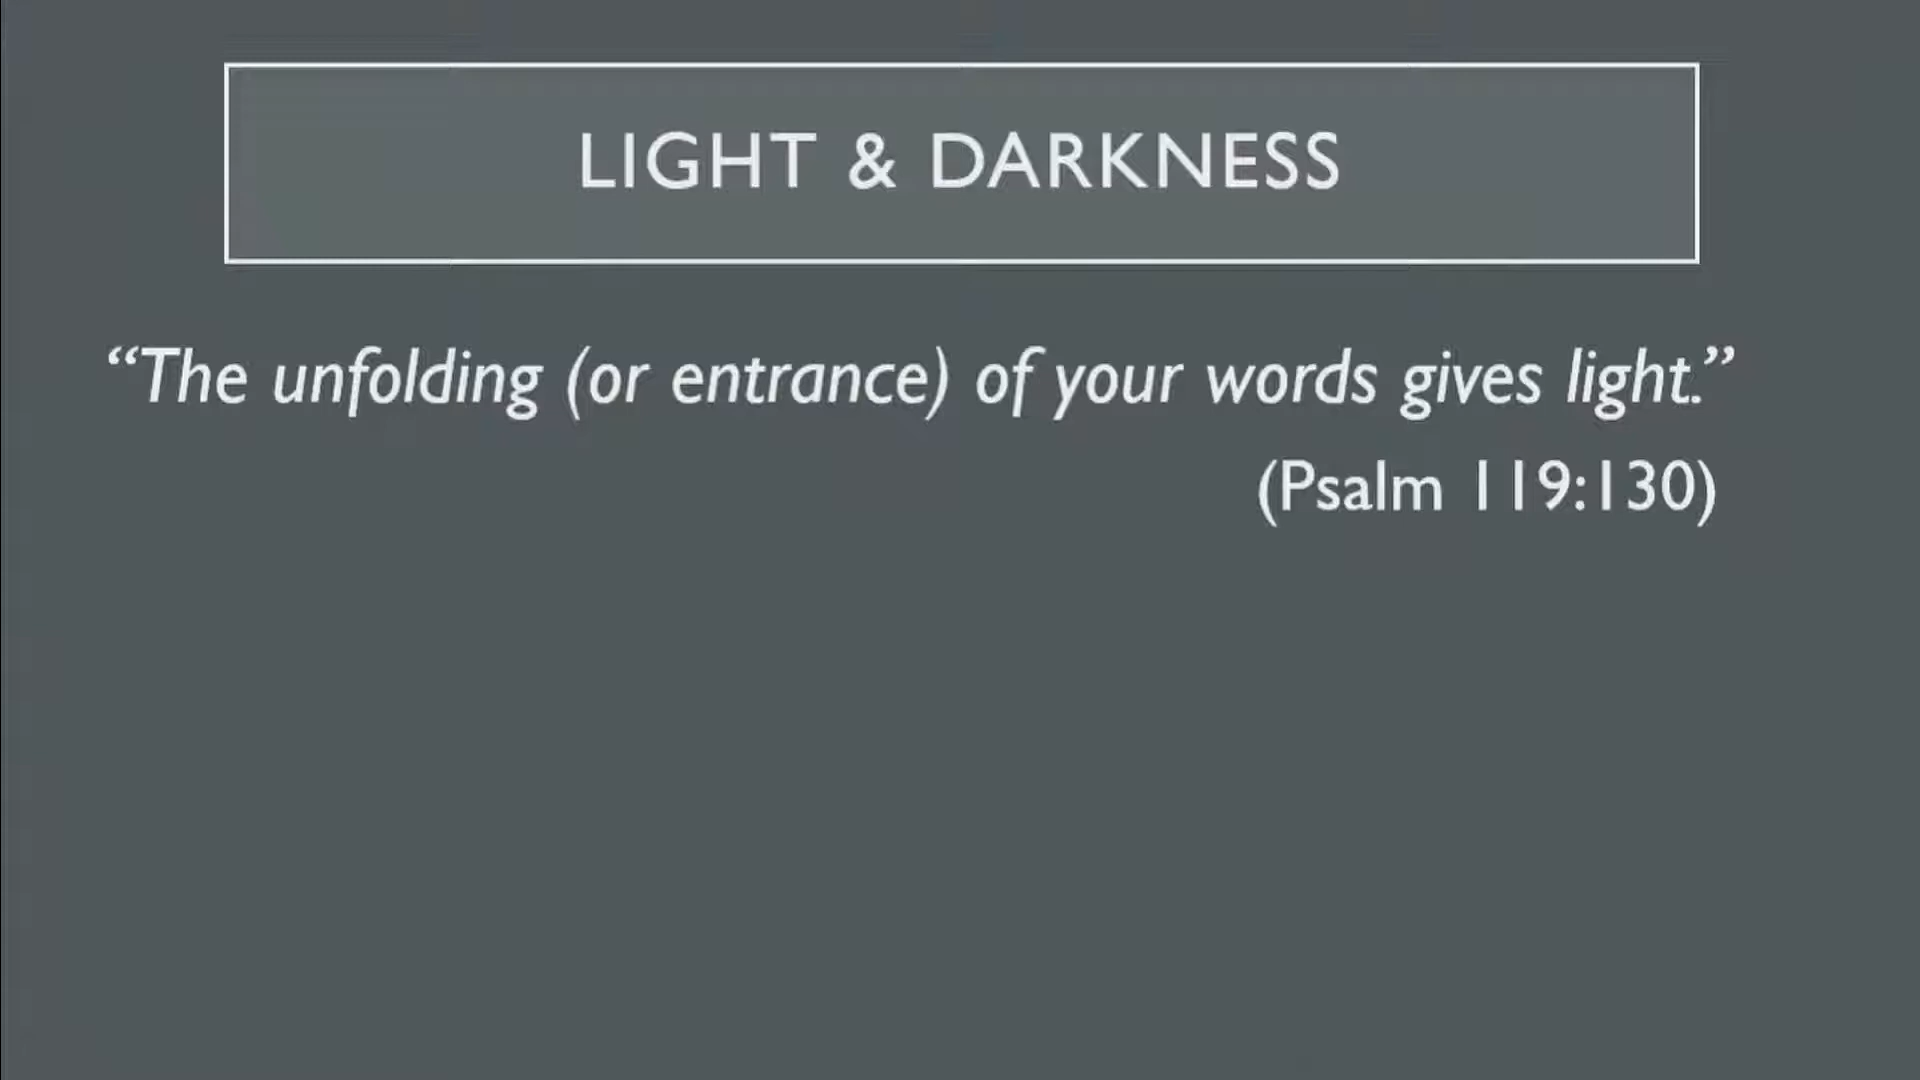 LIGHT & DARKNESS
“The unfolding (or entrance) of your words gives light.”
(Psalm 119:130)